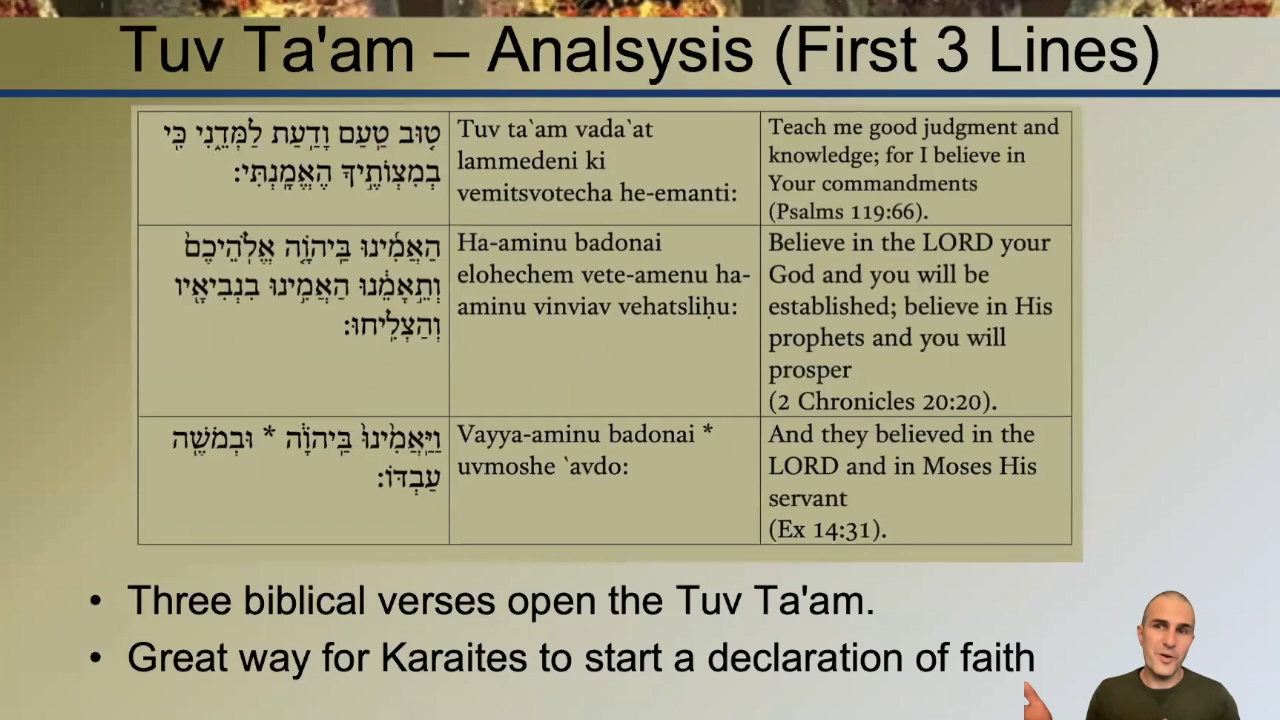 Tuv Ta'am – Analsysis (First 3 Lines)
ט֤וּב טַ֣עַם וָדַ֣עַת לַמְּדֵ֑נִי כִּ֖י
בְמִצְוֺתֶ֣יךָ הֶאֱמָֽנְתִּי:
Tuv ta`am vada`at
lammedeni ki
vemitsvotecha he-emanti:
Teach me good judgment and
knowledge; for I believe in
Your commandments
(Psalms 119:66).
הַאֲמִ֜ינוּ בַּיהוָ֤ה אֱלֹהֵיכֶם֙
וְתֵ֣אָמֵ֔נוּ הַאֲמִ֥ינוּ בִנְבִיאָ֖יו
וְהַצְלִֽיחוּ:
Ha-aminu badonai
elohechem vete-amenu ha-
aminu vinviav vehatsliḥu:
Believe in the LORD your
God and you will be
established; believe in His
prophets and you will
prosper
(2 Chronicles 20:20).
וַיַּֽאֲמִ֙ינוּ֙ בַּֽיהוָ֔ה * וּבְמֹשֶׁ֖ה
עַבְדּֽוֹ:
Vayya-aminu badonai *
uvmoshe `avdo:
And they believed in the
LORD and in Moses His
servant
(Ex 14:31).
• Three biblical verses open the Tuv Ta'am.
• Great way for Karaites to start a declaration of faith